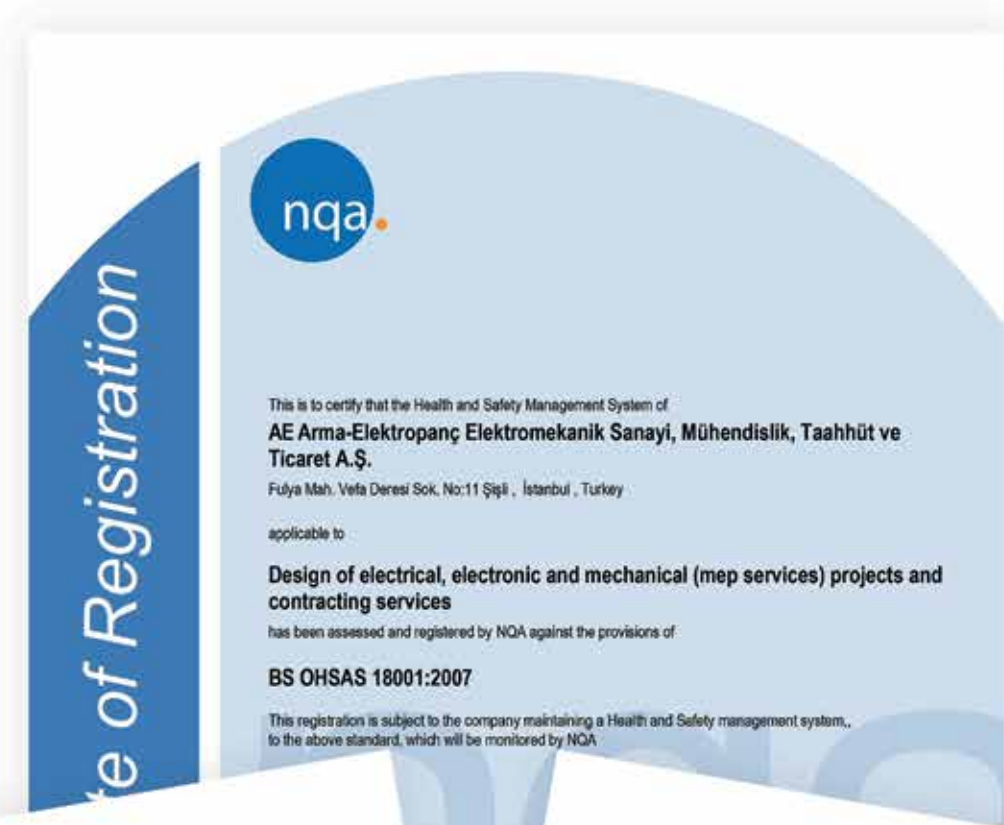 nqa.
te of Registration
This is to certify that the Health and Safety Management System of
AE Arma-Elektropanç Elektromekanik Sanayi, Mühendislik, Taahhüt ve
Ticaret A.Ş.
Fulya Mah. Vefa Deresi Sok. No:11 Şişli , İstanbul , Turkey
applicable to
Design of electrical, electronic and mechanical (mep services) projects and
contracting services
has been assessed and registered by NQA against the provisions of
BS OHSAS 18001:2007
This registration is subject to the company maintaining a Health and Safety management system,,
to the above standard, which will be monitored by NQA